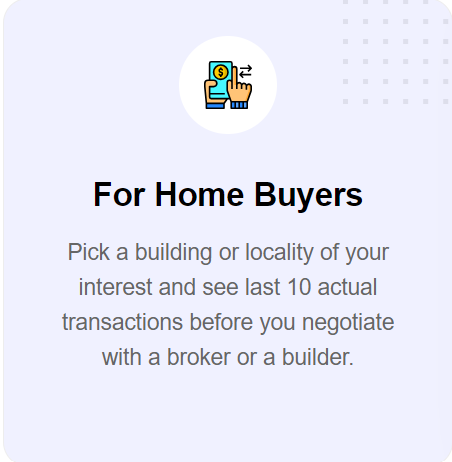 For Home Buyers
Pick a building or locality of your
interest and see last 10 actual
transactions before you negotiate
with a broker or a builder.